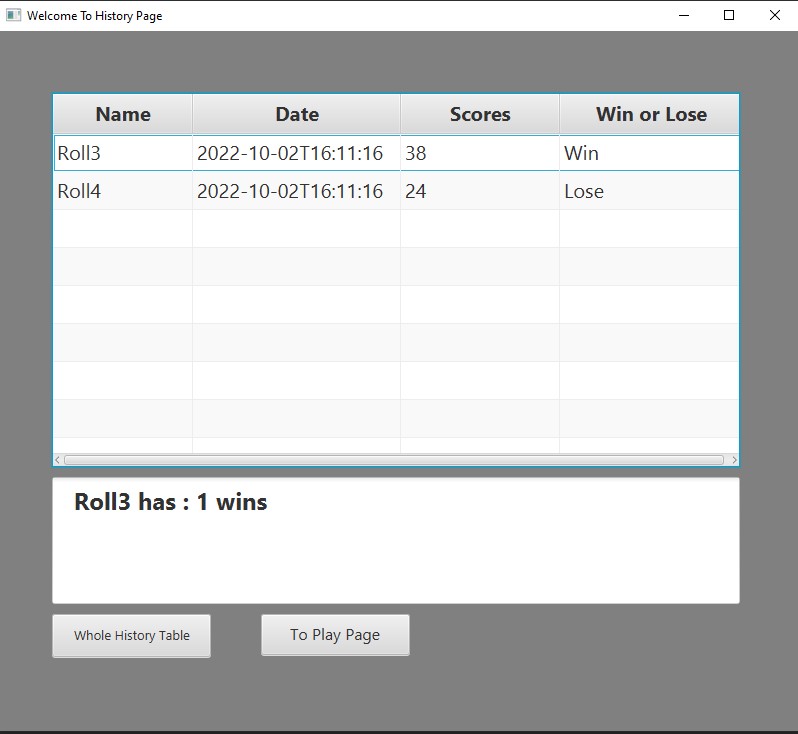 Welcome To History Page
Name Date Scores Win or Lose
Roll3 2022-10-02T16:11:16 38 Win
Roll4 2022-10-02T16:11:16 24 Lose
Roll3 has : 1 wins
Whole History Table To Play Page